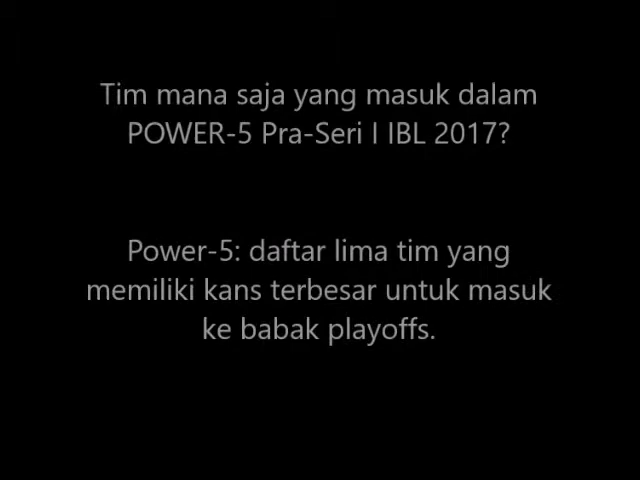 Tim mana saja yang masuk dalam
POWER-5 Pra-Seri I IBL 2017?
Power-5: daftar lima tim yang
memiliki kans terbesar untuk masuk
ke babak playoffs.